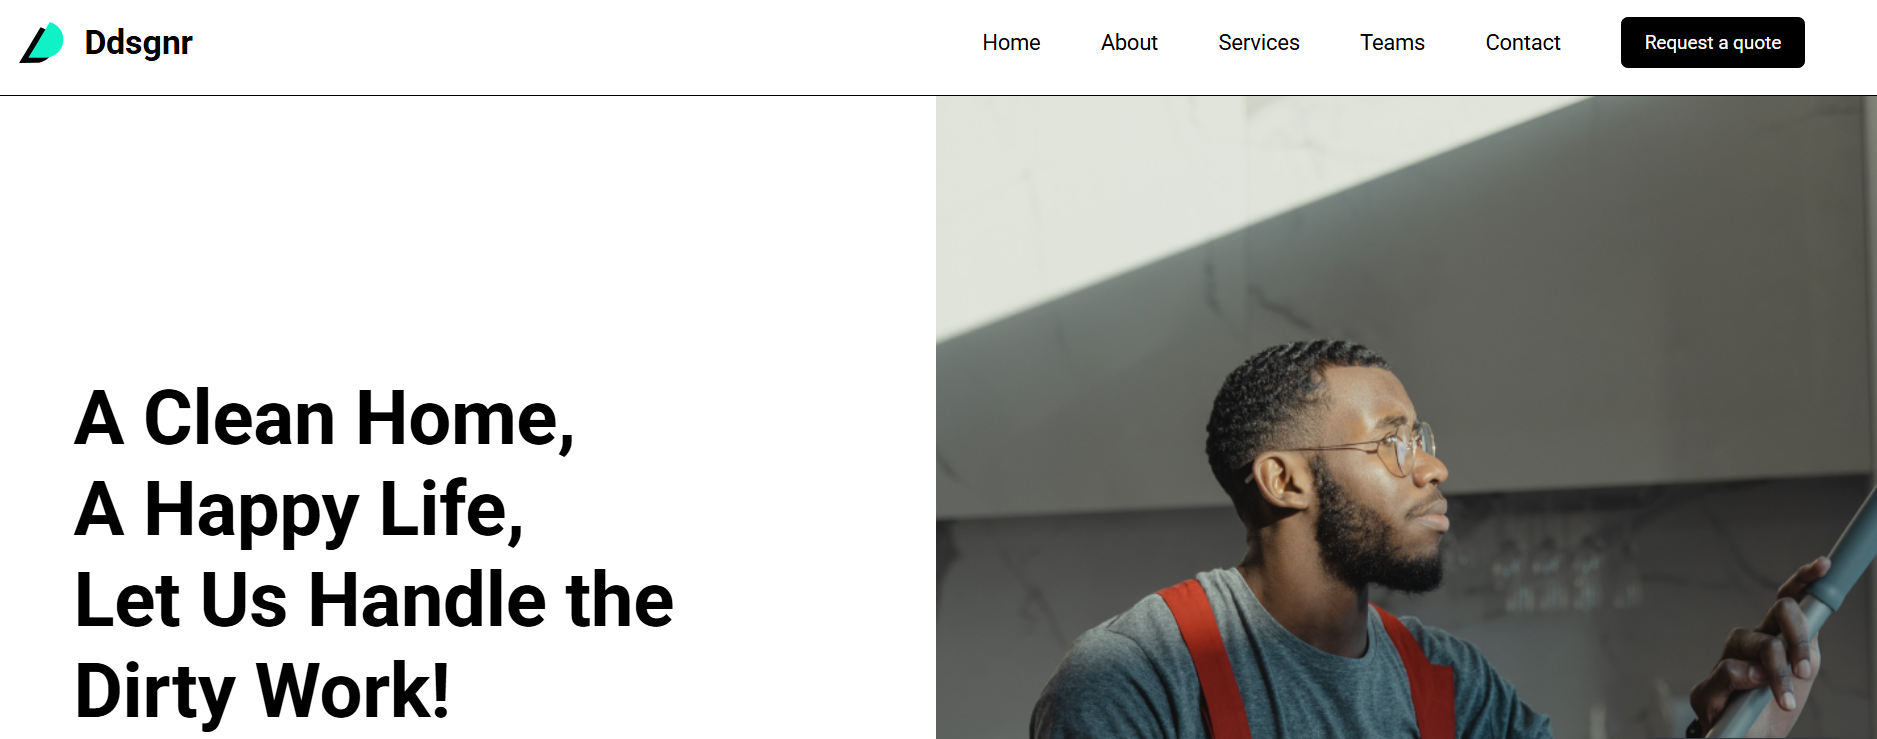 Ddsgnr
Home About Services Teams Contact Request a quote
A Clean Home,
A Happy Life,
Let Us Handle the
Dirty Work!